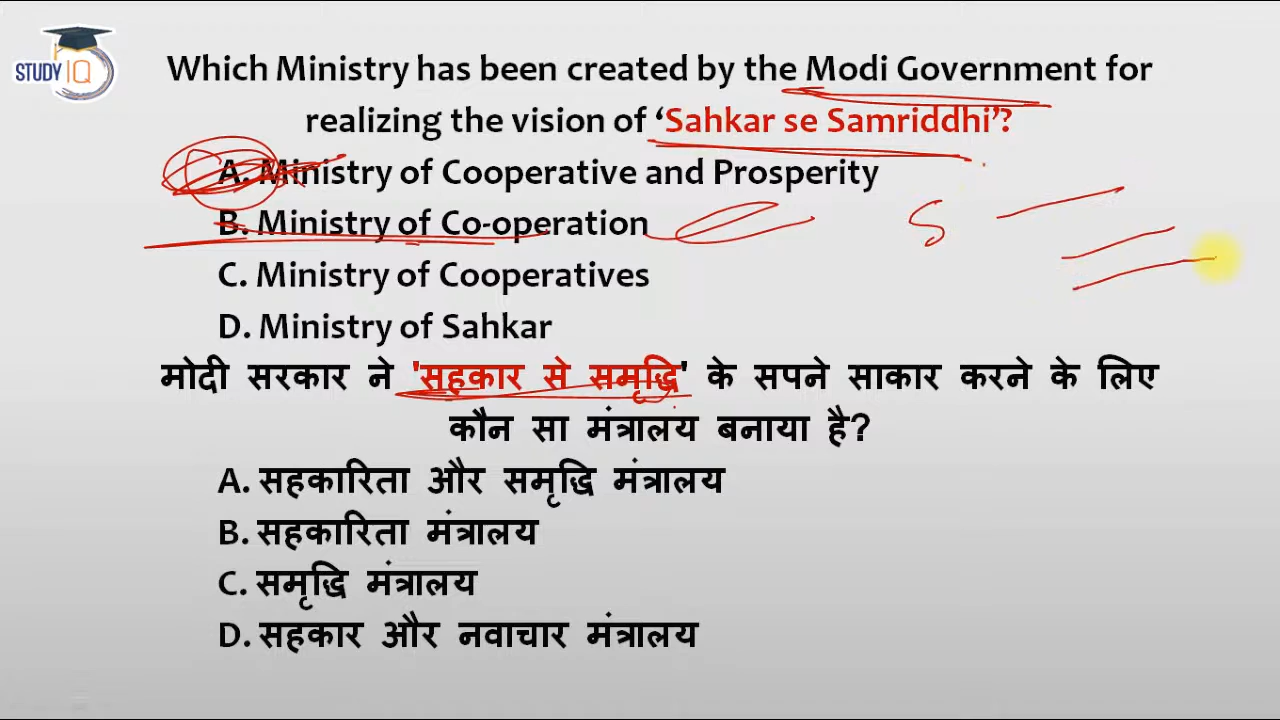 STUDY IQ
Which Ministry has been created by the Modi Government for
realizing the vision of ‘Sahkar se Samriddhi’?
A. Ministry of Cooperative and Prosperity
B. Ministry of Co-operation
S
C. Ministry of Cooperatives
D. Ministry of Sahkar
मोदी सरकार ने 'सहकार से समृद्धि' के सपने साकार करने के लिए
कौन सा मंत्रालय बनाया है?
A. सहकारिता और समृद्धि मंत्रालय
B. सहकारिता मंत्रालय
C. समृद्धि मंत्रालय
D. सहकार और नवाचार मंत्रालय